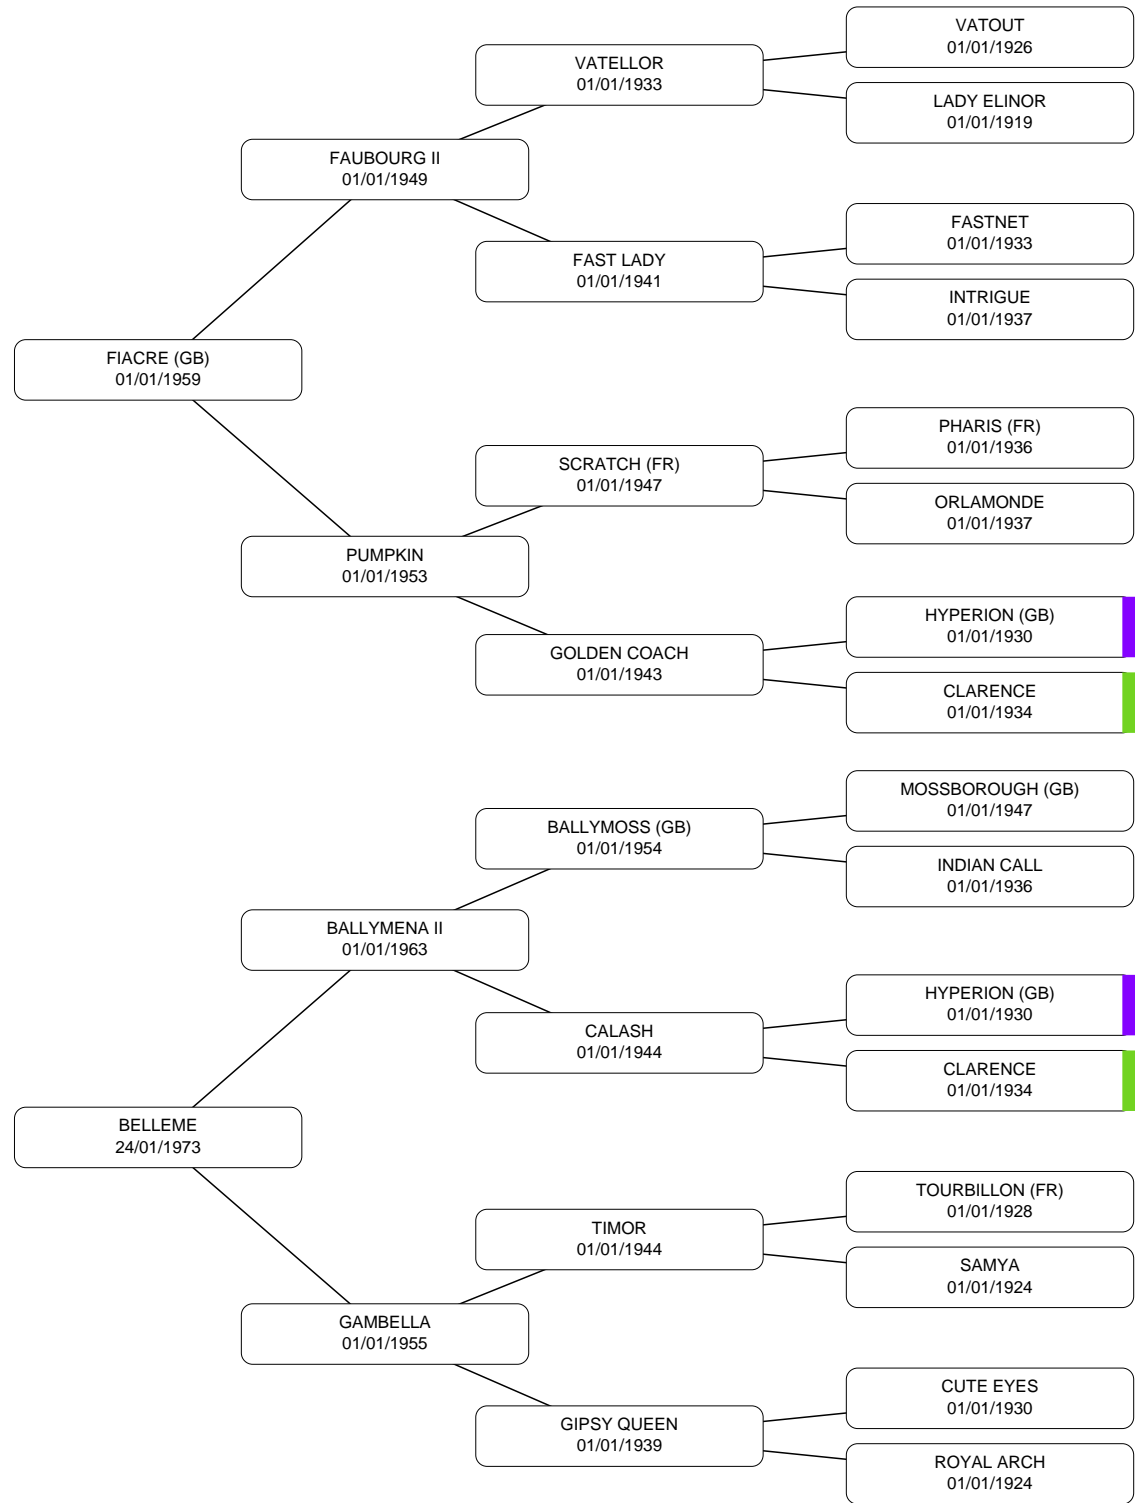 VATOUT
01/01/1926
VATELLOR
01/01/1933
LADY ELINOR
01/01/1919
FAUBOURG II
01/01/1949
FASTNET
01/01/1933
FAST LADY
01/01/1941
INTRIGUE
01/01/1937
FIACRE (GB)
01/01/1959
PHARIS (FR)
01/01/1936
SCRATCH (FR)
01/01/1947
ORLAMONDE
01/01/1937
PUMPKIN
01/01/1953
HYPERION (GB)
01/01/1930
GOLDEN COACH
01/01/1943
CLARENCE
01/01/1934
MOSSBOROUGH (GB)
01/01/1947
BALLYMOSS (GB)
01/01/1954
INDIAN CALL
01/01/1936
BALLYMENA II
01/01/1963
HYPERION (GB)
01/01/1930
CALASH
01/01/1944
CLARENCE
01/01/1934
BELLEME
24/01/1973
TOURBILLON (FR)
01/01/1928
TIMOR
01/01/1944
SAMYA
01/01/1924
GAMBELLA
01/01/1955
CUTE EYES
01/01/1930
GIPSY QUEEN
01/01/1939
ROYAL ARCH
01/01/1924